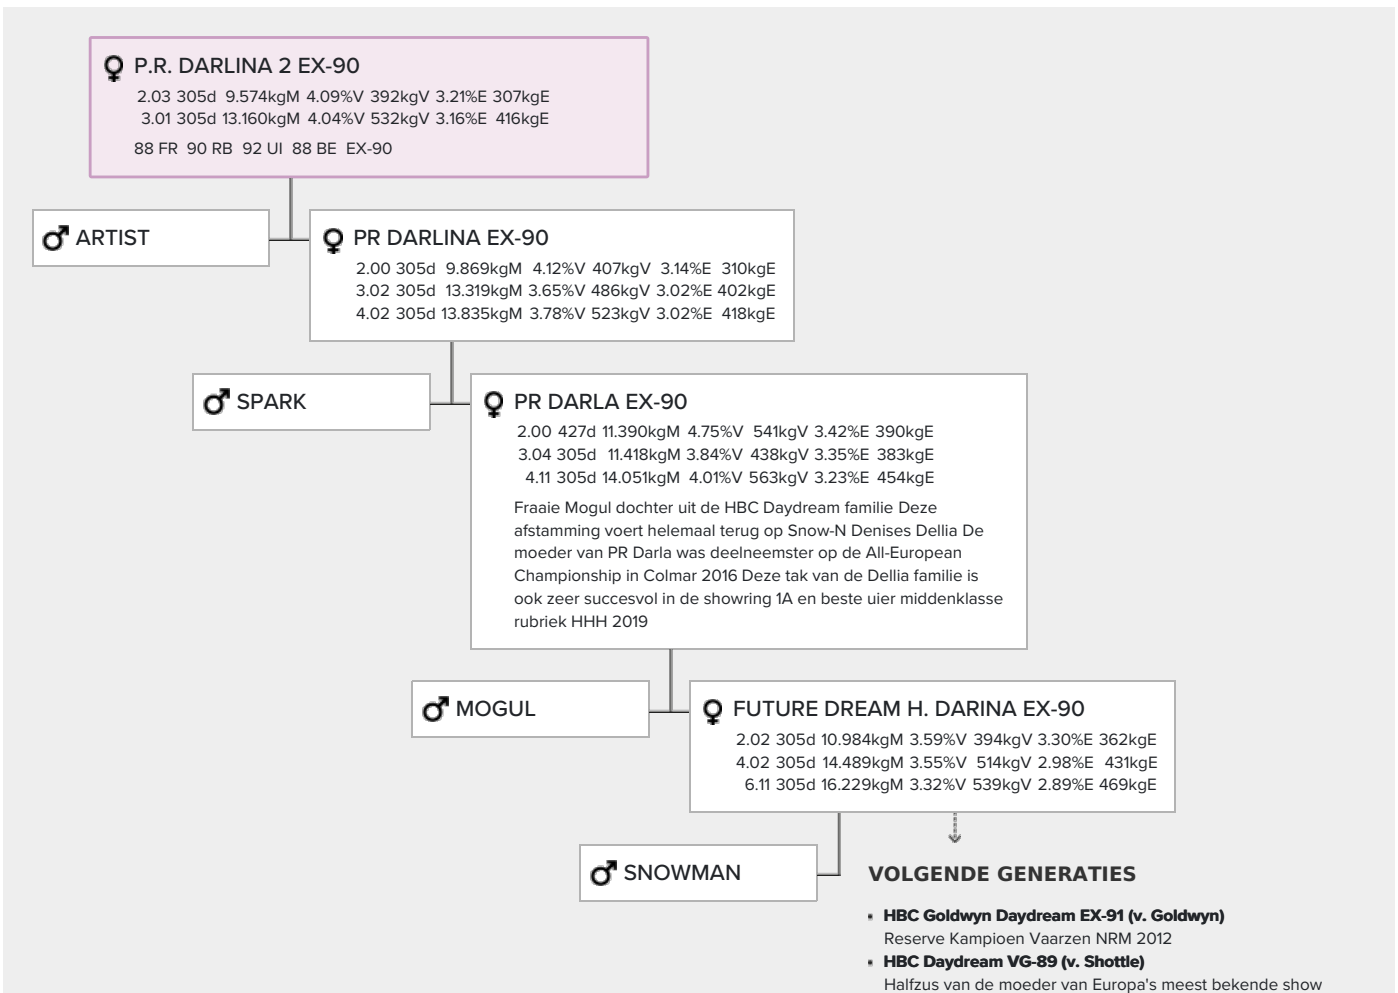 P.R. DARLINA 2 EX-90
2.03 305d 9.574kgM 4.09%V 392kgV 3.21%E 307kgE
3.01 305d 13.160kgM 4.04%V 532kgV 3.16%E 416kgE
88 FR 90 RB 92 UI 88 BE EX-90
ARTIST
PR DARLINA EX-90
2.00 305d 9.869kgM 4.12%V 407kgV 3.14%E 310kgE
3.02 305d 13.319kgM 3.65%V 486kgV 3.02%E 402kgE
4.02 305d 13.835kgM 3.78%V 523kgV 3.02%E 418kgE
SPARK
PR DARLA EX-90
2.00 427d 11.390kgM 4.75%V 541kgV 3.42%E 390kgE
3.04 305d 11.418kgM 3.84%V 438kgV 3.35%E 383kgE
4.11 305d 14.051kgM 4.01%V 563kgV 3.23%E 454kgE
Fraaie Mogul dochter uit de HBC Daydream familie Deze
afstamming voert helemaal terug op Snow-N Denises Dellia De
moeder van PR Darla was deelneemster op de All-European
Championship in Colmar 2016 Deze tak van de Dellia familie is
ook zeer succesvol in de showring 1A en beste uier middenklasse
rubriek HHH 2019
MOGUL
FUTURE DREAM H. DARINA EX-90
2.02 305d 10.984kgM 3.59%V 394kgV 3.30%E 362kgE
4.02 305d 14.489kgM 3.55%V 514kgV 2.98%E 431kgE
6.11 305d 16.229kgM 3.32%V 539kgV 2.89%E 469kgE
SNOWMAN
VOLGENDE GENERATIES
HBC Goldwyn Daydream EX-91 (v. Goldwyn)
Reserve Kampioen Vaarzen NRM 2012
HBC Daydream VG-89 (v. Shottle)
Halfzus van de moeder van Europa's meest bekende show